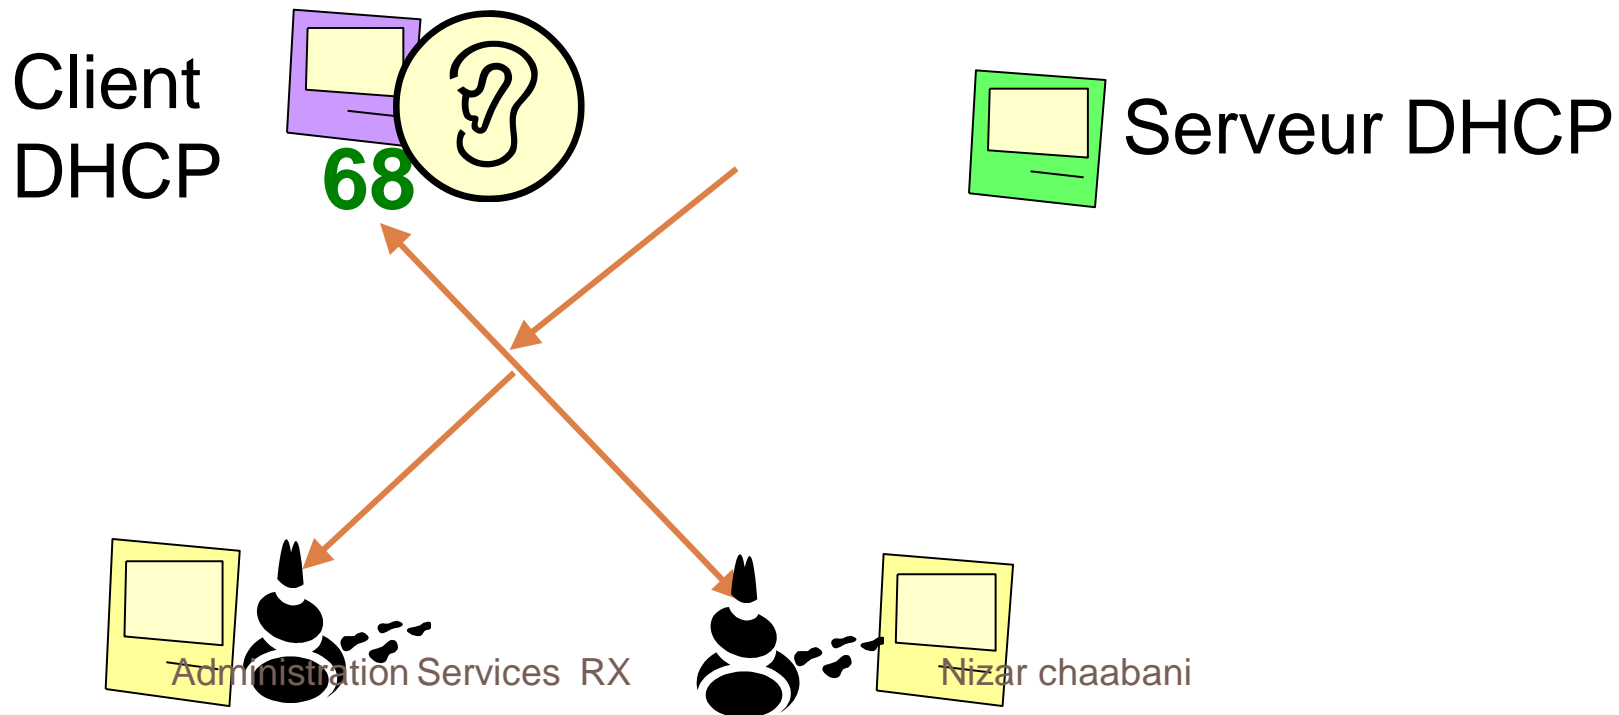 Client
DHCP
68
Serveur DHCP
Administration Services RX
Nizar chaabani